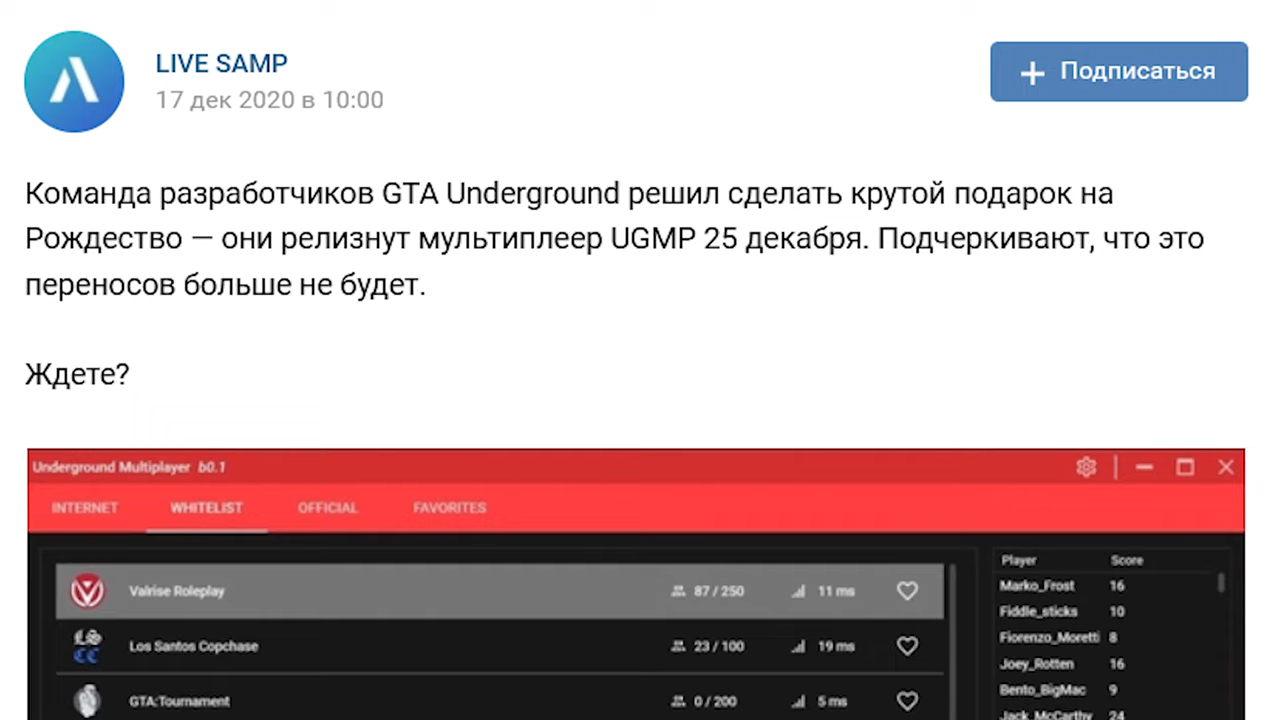 LIVE SAMP
17 дек 2020 в 10:00
Подписаться
Команда разработчиков GTA Underground решил сделать крутой подарок на
Рождество — они релизнут мультиплеер UGMP 25 декабря. Подчеркивают, что это
переносов больше не будет.
Ждете?
Underground Multiplayer b0.1
INTERNET WHITELIST OFFICIAL FAVORITES
Player Score
Valrise Roleplay 87 / 250 11 ms
Marko_Frost 16
Fiddle_sticks 10
Los Santos Copchase 23 / 100 19 ms
Fiorenzo_Moretti 8
Joey_Rotten 16
GTA:Tournament 0 / 200 5 ms
Bento_BigMac 9
Jack_McCarthy 24